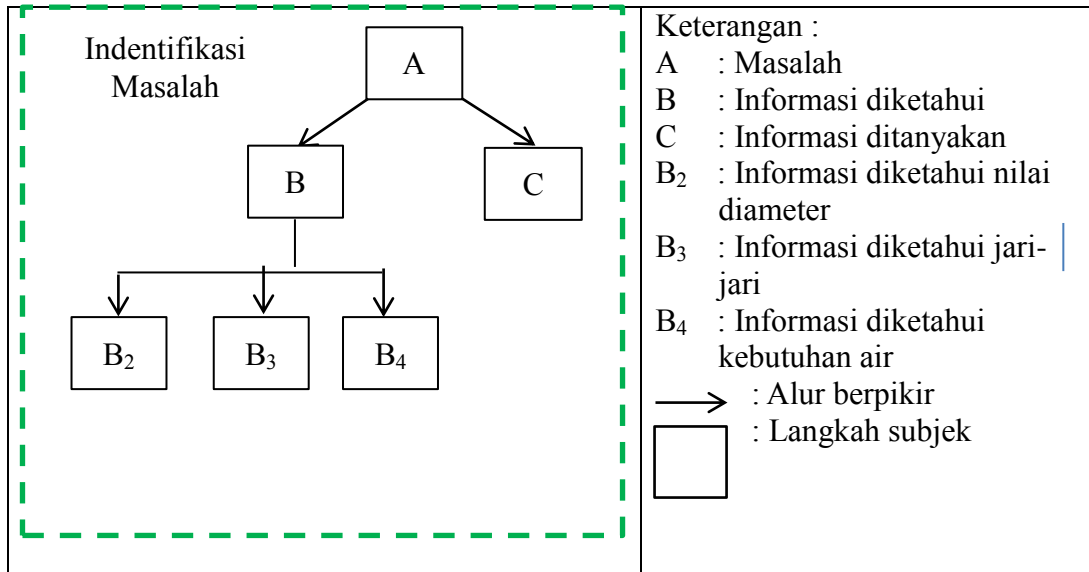 Indentifikasi
Masalah
A
B
C
B₂
B₃
B₄
Keterangan :
A : Masalah
B : Informasi diketahui
C : Informasi ditanyakan
B₂ : Informasi diketahui nilai
diameter
B₃ : Informasi diketahui jari-
jari
B₄ : Informasi diketahui
kebutuhan air
: Alur berpikir
: Langkah subjek